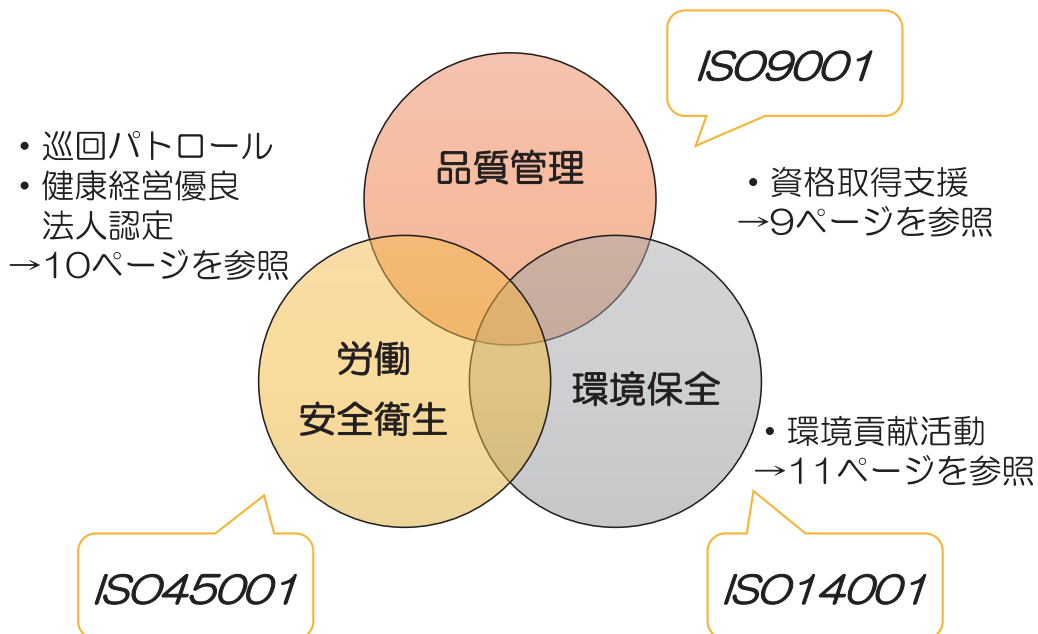 ISO9001
品質管理
・巡回パトロール
・健康経営優良
法人認定
→10ページを参照
・資格取得支援
→9ページを参照
労働
安全衛生
環境保全
・環境貢献活動
→11ページを参照
ISO45001
ISO14001